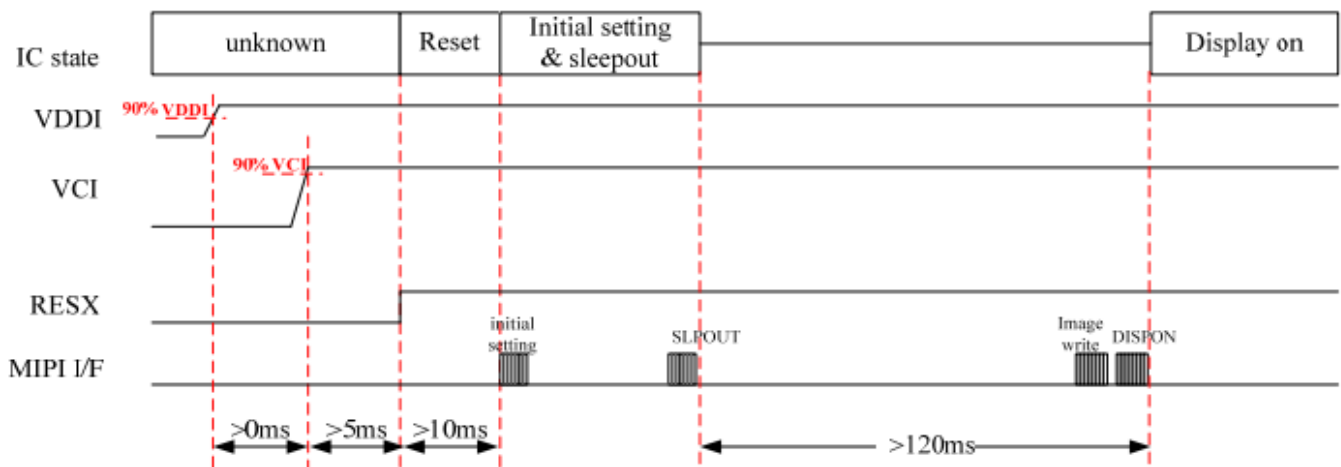 IC state
unknown
Reset
Initial setting
& sleepout
Display on
VDDI
90% VDDI
VCI
90% VCI
RESX
MIPI I/F
initial
setting
SLPOUT
Image
write
DISPON
>0ms
>5ms
>10ms
>120ms